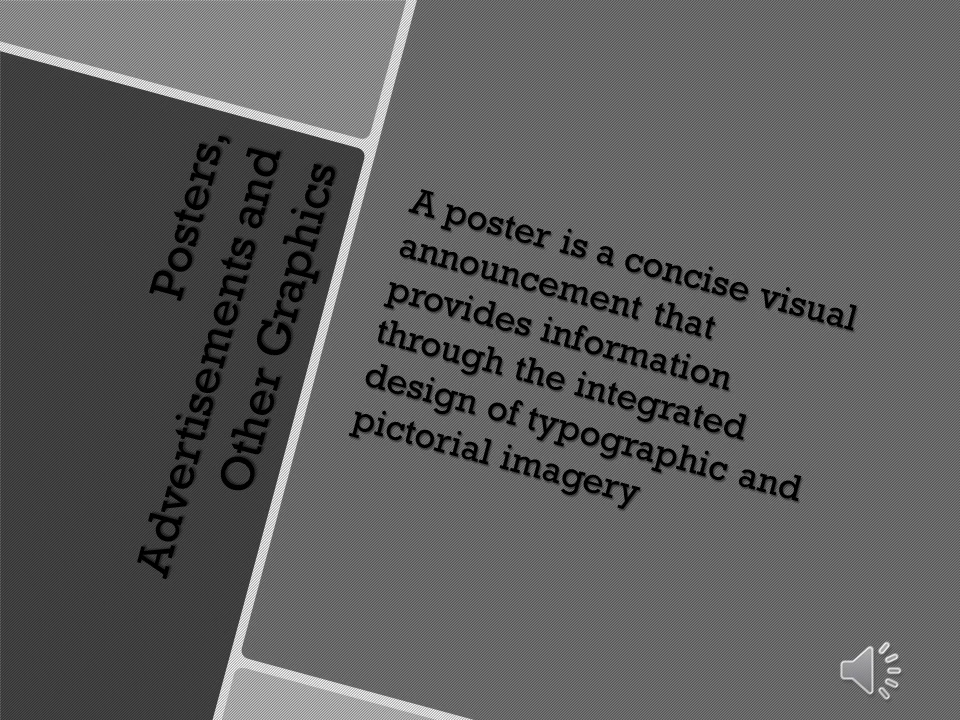 Posters,
Advertisements and
Other Graphics
A poster is a concise visual
announcement that
provides information
through the integrated
design of typographic and
pictorial imagery